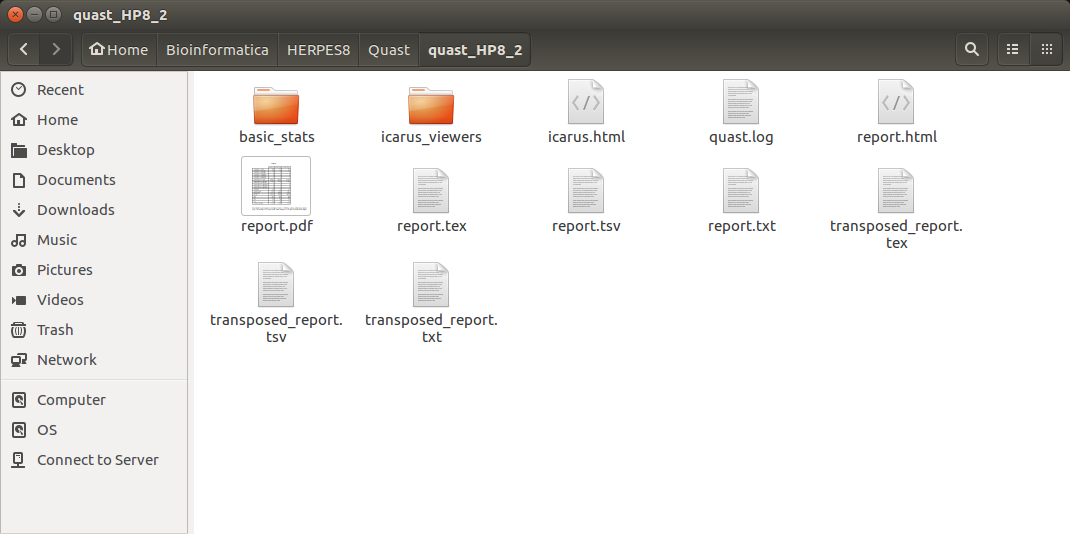 quast_HP8_2
Home Bioinformatica HERPES8 Quast quast_HP8_2
Recent
Home
Desktop
Documents
Downloads
Music
Pictures
Videos
Trash
Network
Computer
OS
Connect to Server
basic_stats
icarus_viewers
icarus.html
quast.log
report.html
report.pdf
report.tex
report.tsv
report.txt
transposed_report.
tex
transposed_report.
tsv
transposed_report.
txt